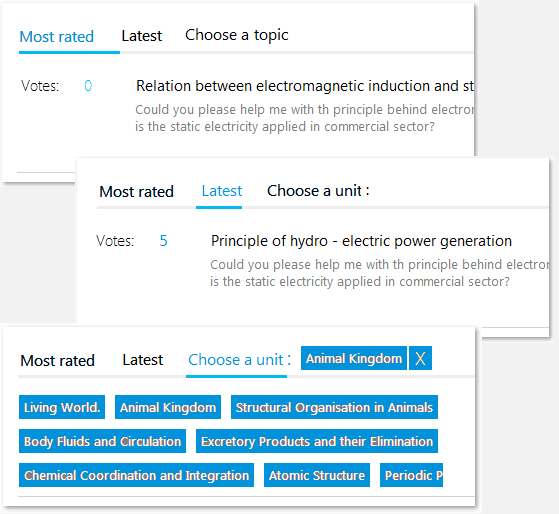 Most rated Latest Choose a topic
Votes: 0 Relation between electromagnetic induction and st
Could you please help me with th principle behind electron
is the static electricity applied in commercial sector?
Most rated Latest Choose a unit :
Votes: 5 Principle of hydro - electric power generation
Could you please help me with th principle behind electron
is the static electricity applied in commercial sector?
Most rated Latest Choose a unit : Animal Kingdom X
Living World. Animal Kingdom Structural Organisation in Animals
Body Fluids and Circulation Excretory Products and their Elimination
Chemical Coordination and Integration Atomic Structure Periodic P